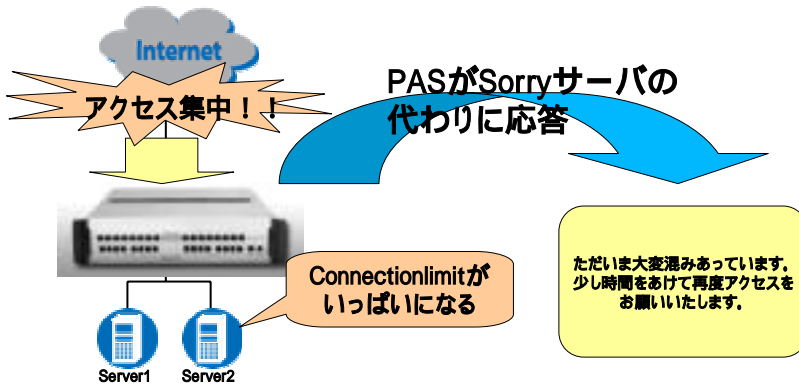 Internet
アクセス集中！！
PASがSorryサーバの
代わりに応答
Connectionlimitが
いっぱいになる
ただいま大変混みあっています。
少し時間をあけて再度アクセスを
お願いいたします。
Server1
Server2